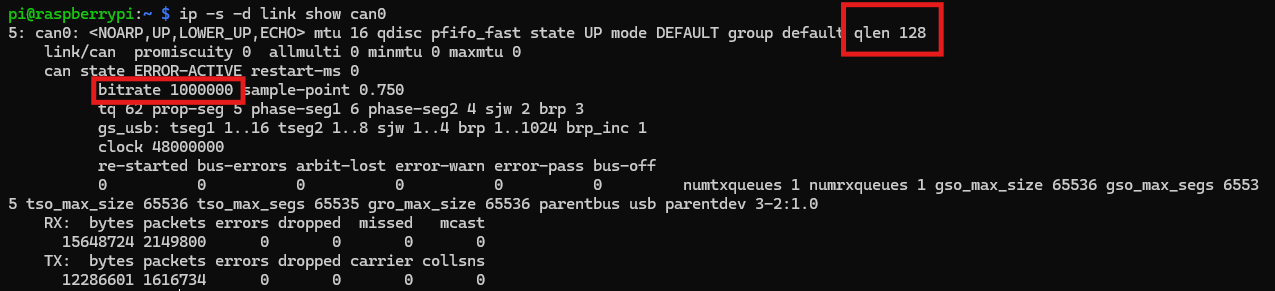 pi@raspberrypi:~ $ ip -s -d link show can0
5: can0: <NOARP,UP,LOWER_UP,ECHO> mtu 16 qdisc pfifo_fast state UP mode DEFAULT group default qlen 128
link/can promiscuity 0 allmulti 0 minmtu 0 maxmtu 0
can state ERROR-ACTIVE restart-ms 0
bitrate 1000000 sample-point 0.750
tq 62 prop-seg 5 phase-seg1 6 phase-seg2 4 sjw 2 brp 3
gs_usb: tseg1 1..16 tseg2 1..8 sjw 1..4 brp 1..1024 brp_inc 1
clock 48000000
re-started bus-errors arbit-lost error-warn error-pass bus-off
0 0 0 0 0 0 numtxqueues 1 numrxqueues 1 gso_max_size 65536 gso_max_segs 6553
5 tso_max_size 65536 tso_max_segs 65535 gro_max_size 65536 parentbus usb parentdev 3-2:1.0
RX: bytes packets errors dropped missed mcast
15648724 2149800 0 0 0 0
TX: bytes packets errors dropped carrier collsns
12286601 1616734 0 0 0 0